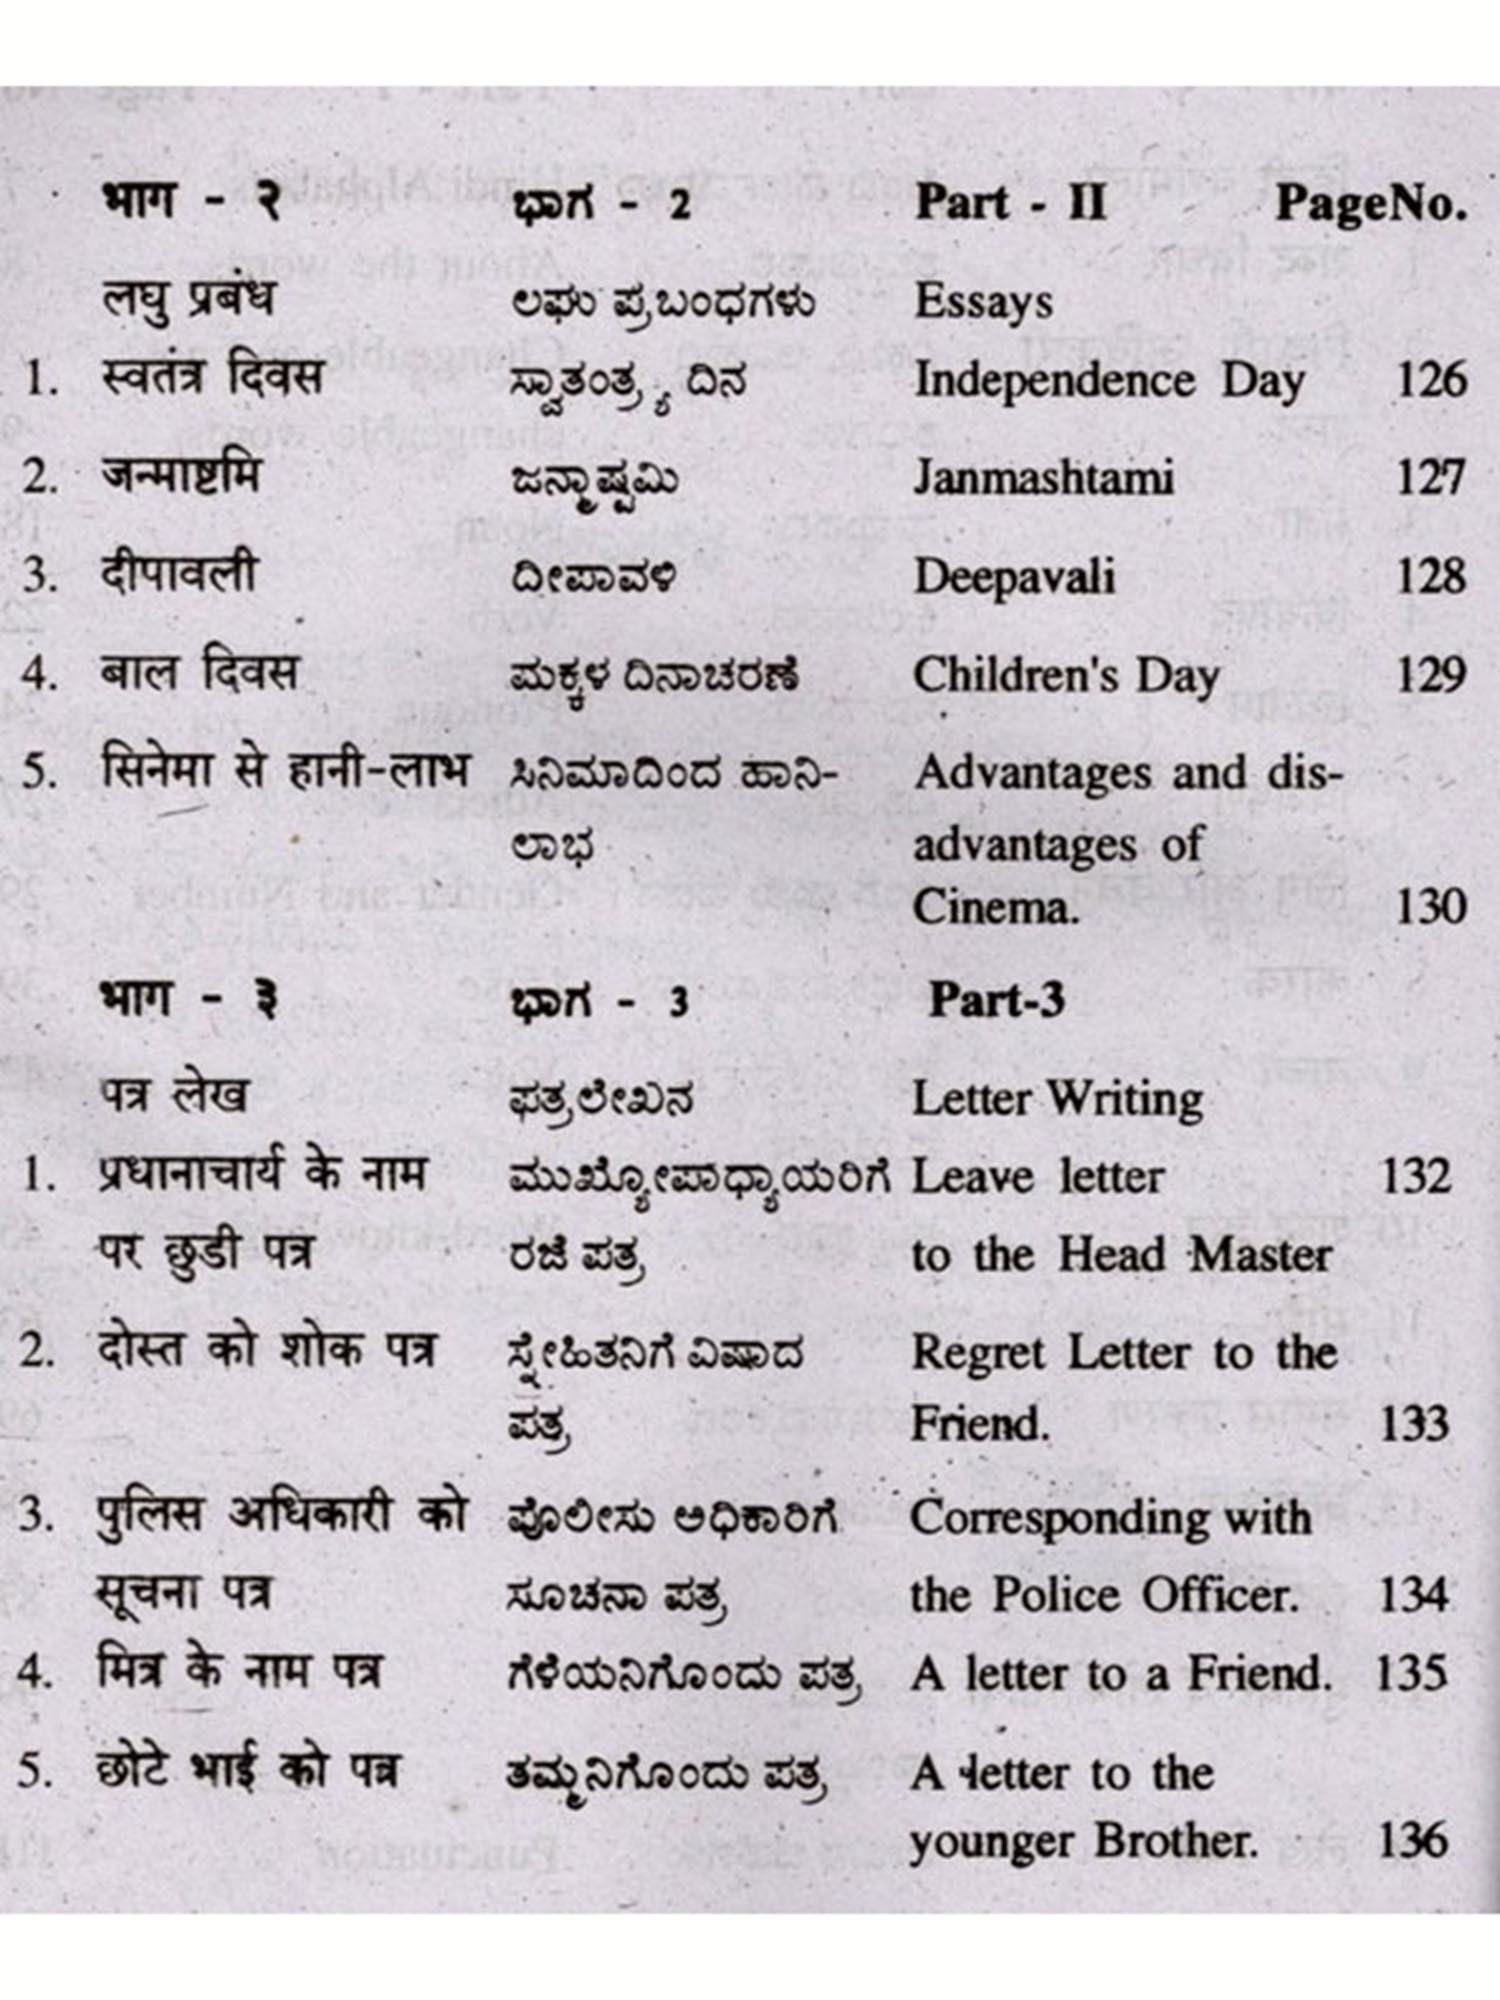 भाग - २ ಭಾಗ - 2 Part - II PageNo.
लघु प्रबंध ಲಘು ಪ್ರಬಂಧಗಳು Essays
1. स्वतंत्र दिवस ಸ್ವಾತಂತ್ರ್ಯ ದಿನ Independence Day 126
2. जन्माष्टमि ಜನ್ಮಾಷ್ಟಮಿ Janmashtami 127
3. दीपावली ದೀಪಾವಳಿ Deepavali 128
4. बाल दिवस ಮಕ್ಕಳ ದಿನಾಚರಣೆ Children's Day 129
5. सिनेमा से हानी-लाभ ಸಿನಿಮಾದಿಂದ ಹಾನಿ- Advantages and dis-
ಲಾಭ advantages of
Cinema. 130
भाग - ३ ಭಾಗ - 3 Part-3
पत्र लेख ಫತ್ರಲೇಖನ Letter Writing
1. प्रधानाचार्य के नाम ಮುಖ್ಯೋಪಾಧ್ಯಾಯರಿಗೆ Leave letter 132
पर छुडी पत्र ರಜೆ ಪತ್ರ to the Head Master
2. दोस्त को शोक पत्र ಸ್ನೇಹಿತನಿಗೆ ವಿಷಾದ Regret Letter to the
ಪತ್ರ Friend. 133
3. पुलिस अधिकारी को ಪೊಲೀಸು ಅಧಿಕಾರಿಗೆ Corresponding with
सूचना पत्र ಸೂಚನಾ ಪತ್ರ the Police Officer. 134
4. मित्र के नाम पत्र ಗೆಳೆಯನಿಗೊಂದು ಪತ್ರ A letter to a Friend. 135
5. छोटे भाई को पत्र ತಮ್ಮನಿಗೊಂದು ಪತ್ರ A letter to the
younger Brother. 136